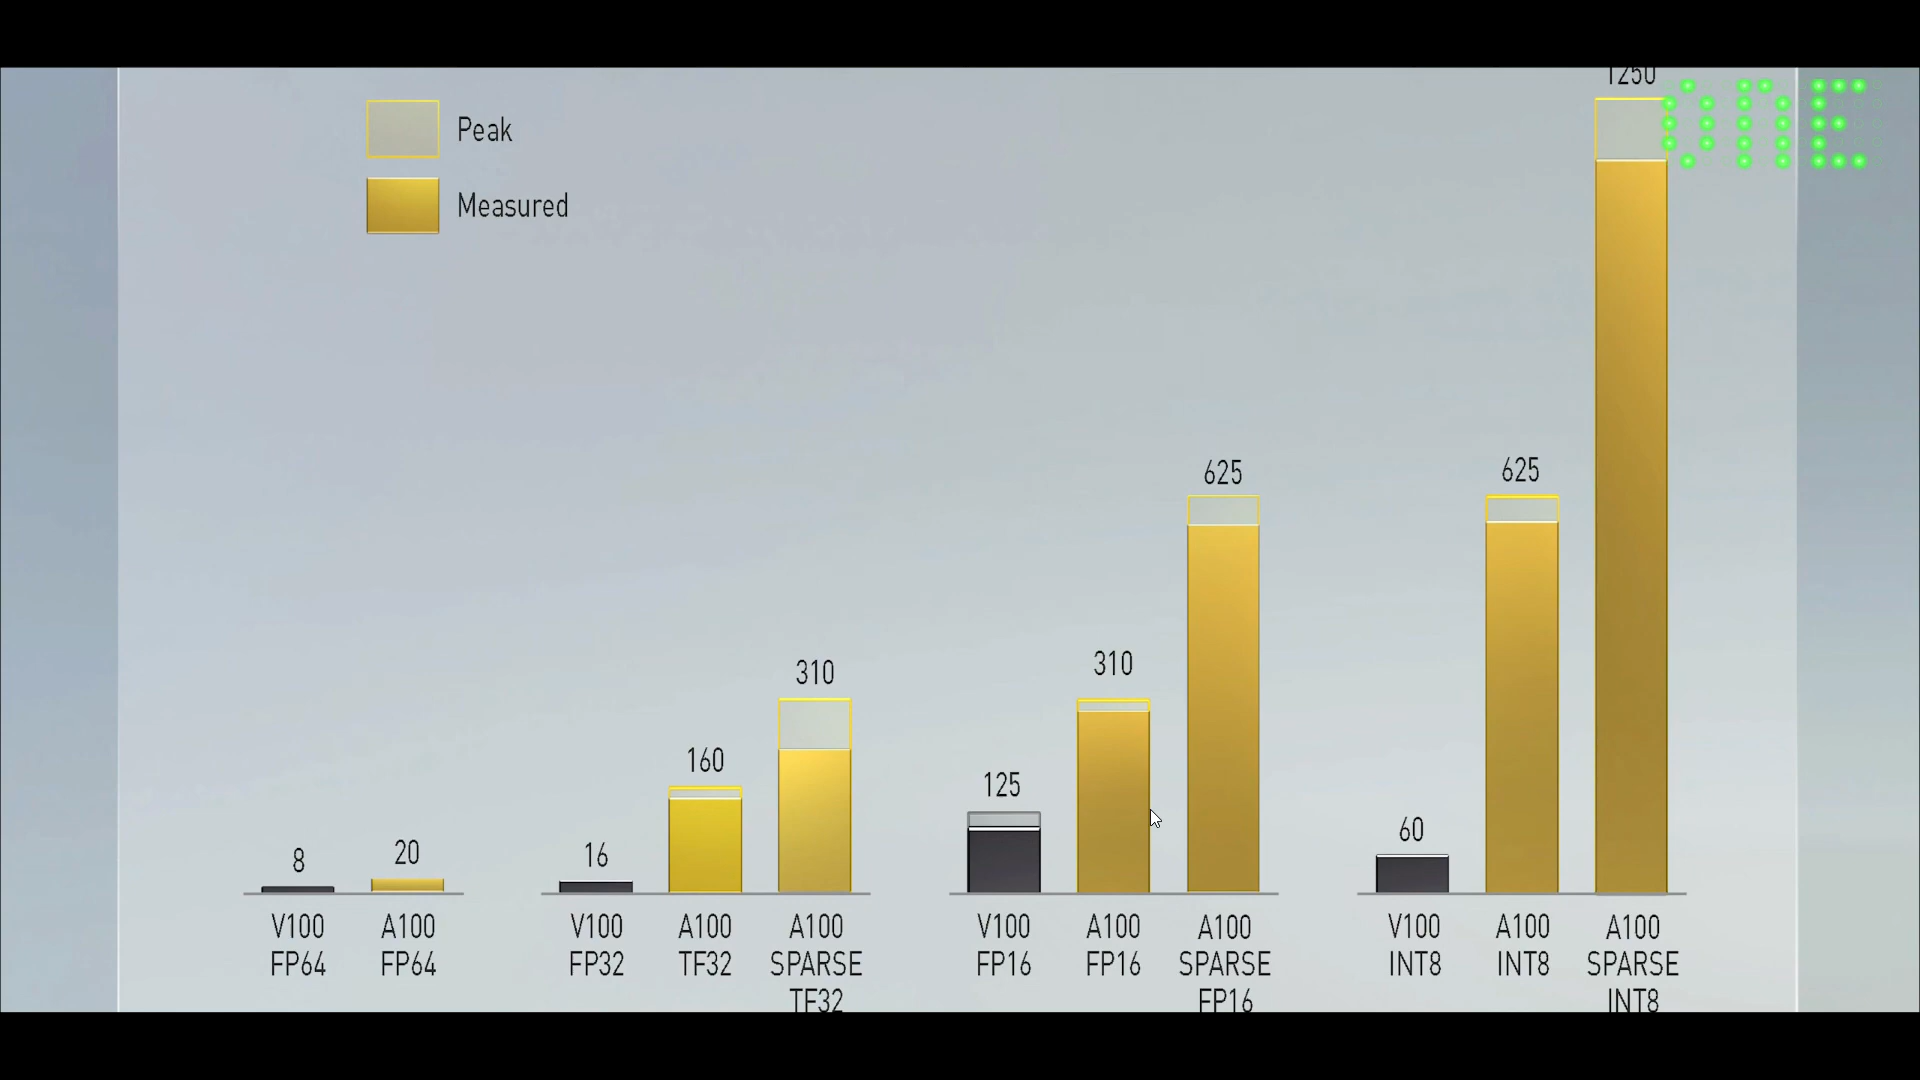 1250
Peak
Measured
625
625
310
310
160
125
60
8
20
16
V100
FP64
A100
FP64
V100
FP32
A100
TF32
A100
SPARSE
TF32
V100
FP16
A100
FP16
A100
SPARSE
FP16
V100
INT8
A100
INT8
A100
SPARSE
INT8
ONE